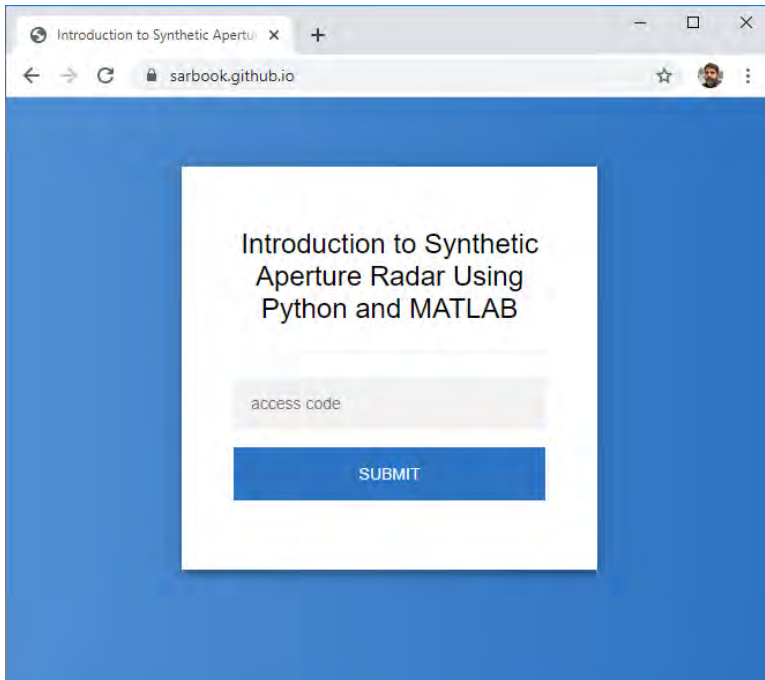 Introduction to Synthetic Apertu
sarbook.github.io
Introduction to Synthetic
Aperture Radar Using
Python and MATLAB
access code
SUBMIT